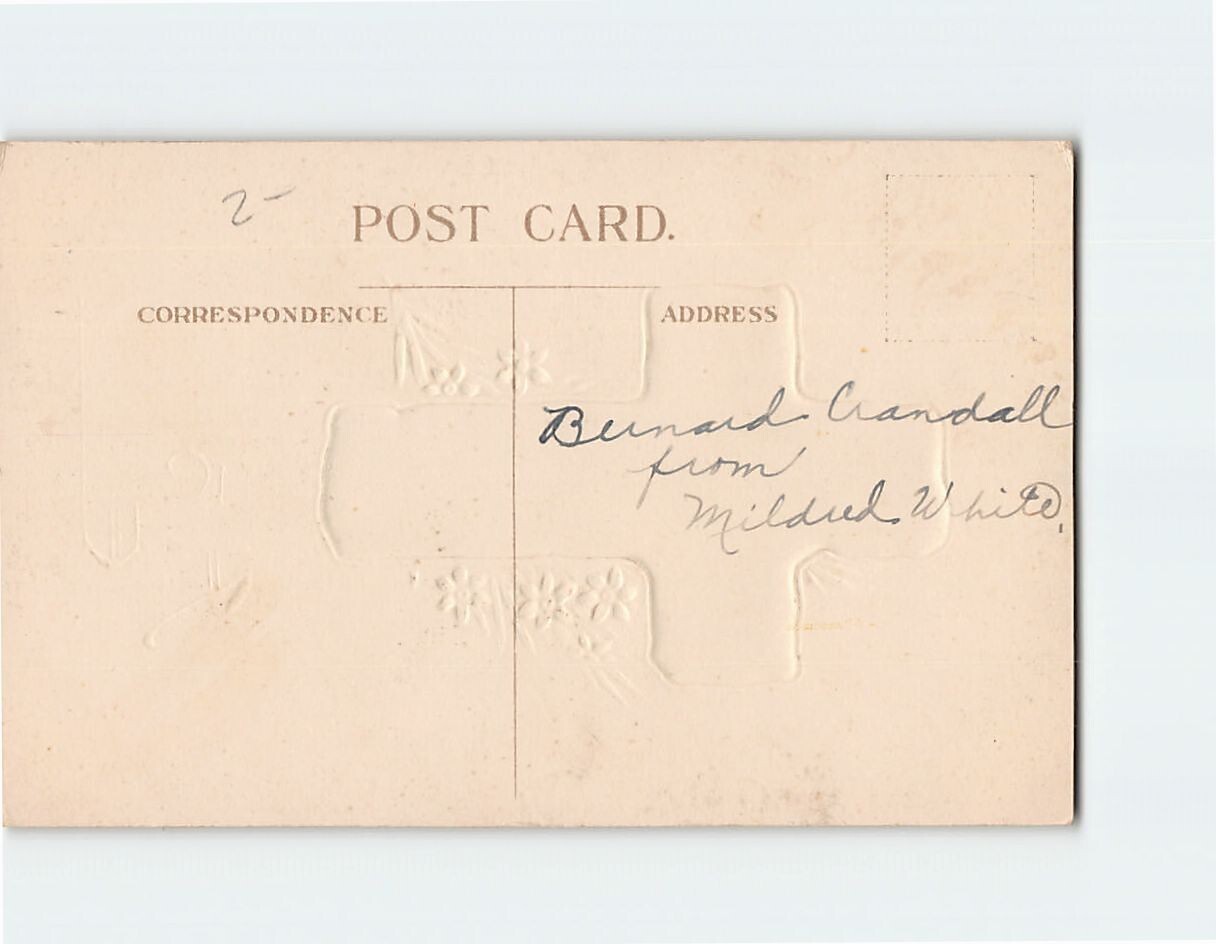 2-
POST CARD.
CORRESPONDENCE
ADDRESS
Bernard Crandall
from
Mildred White.